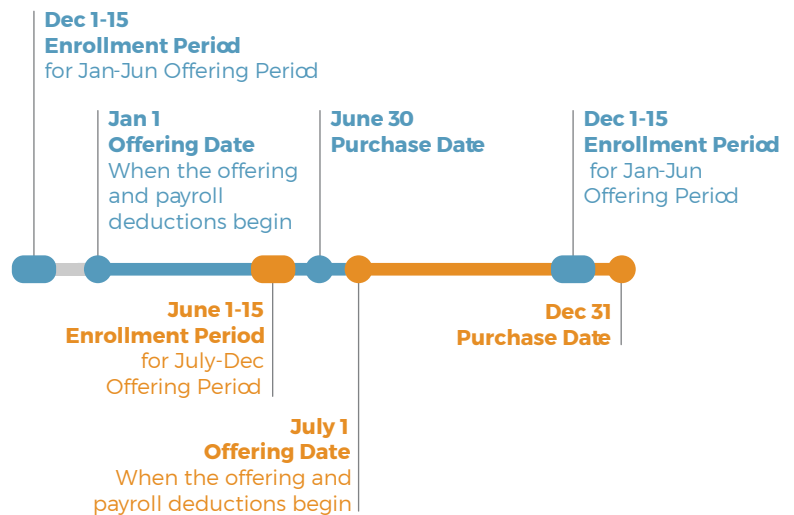 Dec 1-15
Enrollment Period
for Jan-Jun Offering Period
Jan 1
Offering Date
When the offering
and payroll
deductions begin
June 30
Purchase Date
Dec 1-15
Enrollment Period
for Jan-Jun
Offering Period
June 1-15
Enrollment Period
for July-Dec
Offering Period
July 1
Offering Date
When the offering and
payroll deductions begin
Dec 31
Purchase Date